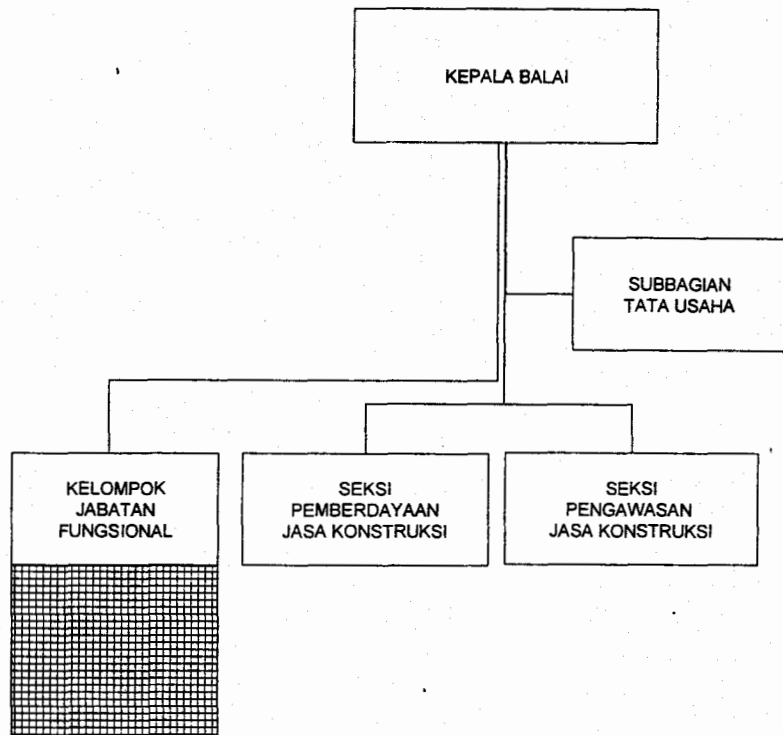 KEPALA BALAI
SUBBAGIAN
TATA USAHA
KELOMPOK
JABATAN
FUNGSIONAL
SEKSI
PEMBERDAYAAN
JASA KONSTRUKSI
SEKSI
PENGAWASAN
JASA KONSTRUKSI